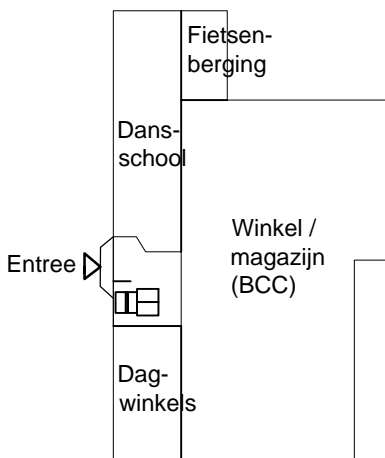 Fietsen-
berging
Dans-
school
Winkel /
magazijn
(BCC)
Entree
Dag-
winkels